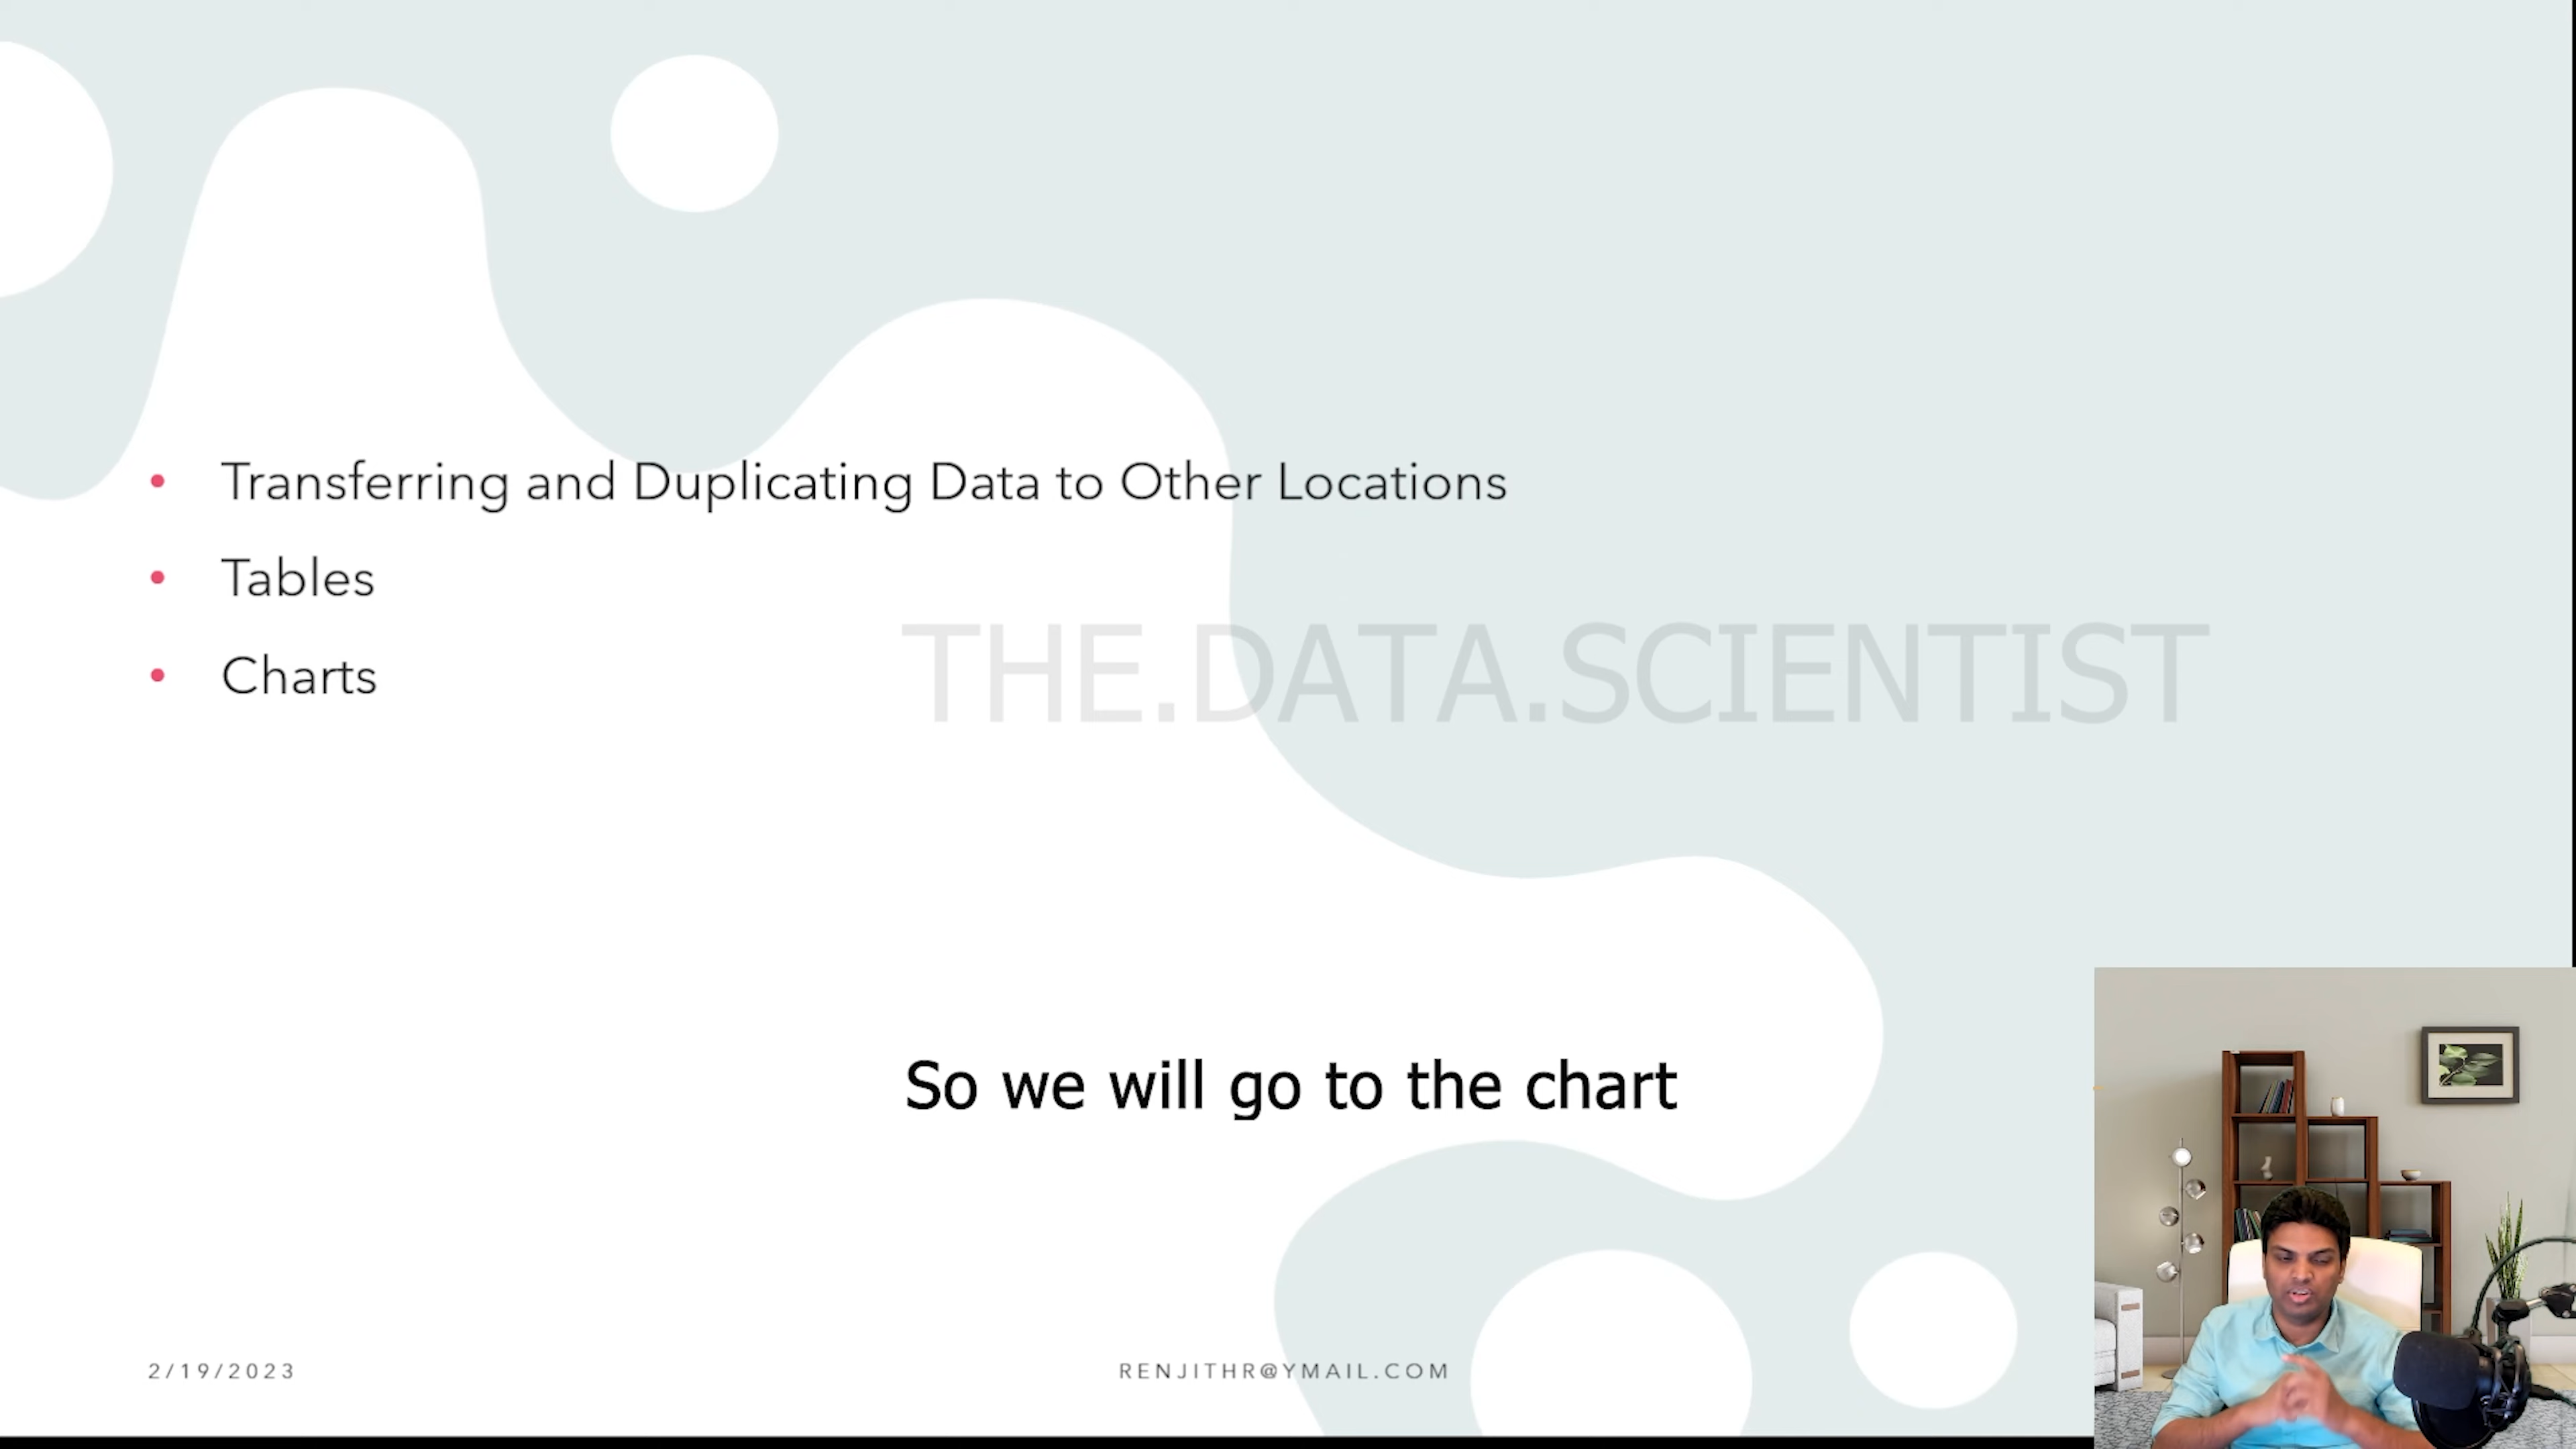 Transferring and Duplicating Data to Other Locations
Tables
Charts
THE.DATA.SCIENTIST
So we will go to the chart
2/19/2023
RENJITHR@YMAIL.COM